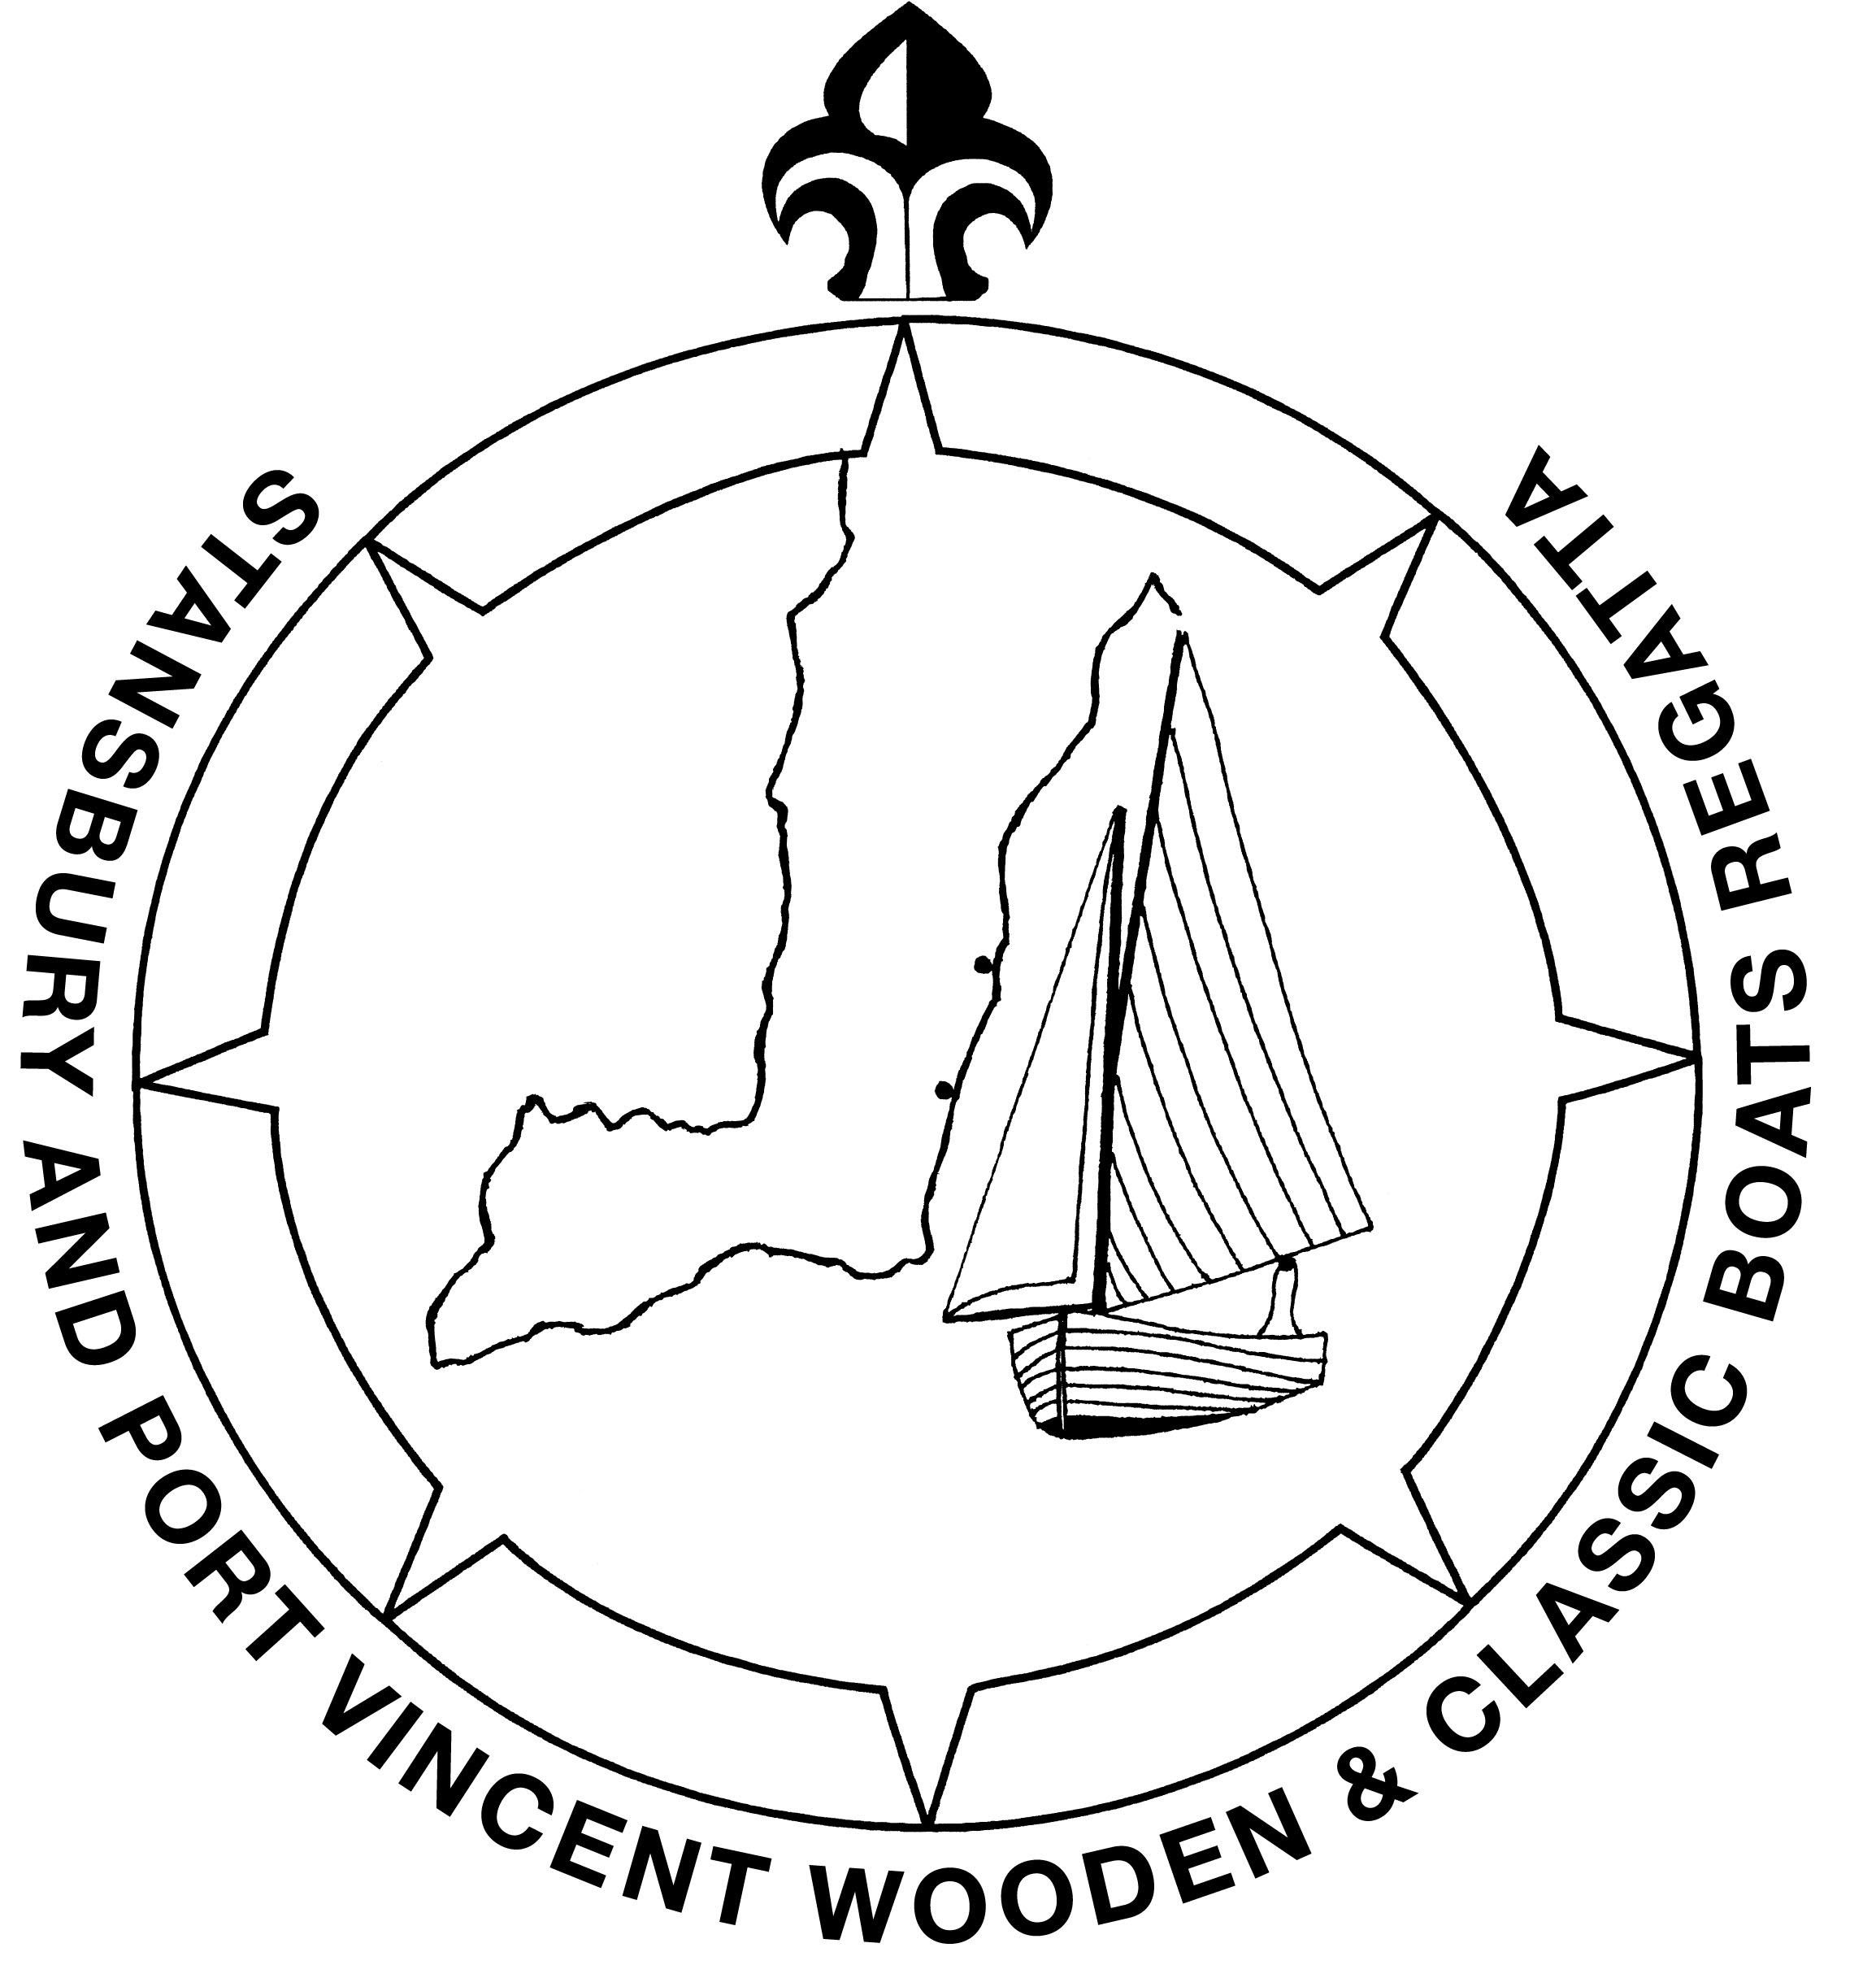 STANSBURY AND PORT VINCENT WOODEN & CLASSIC BOATS REGATTA